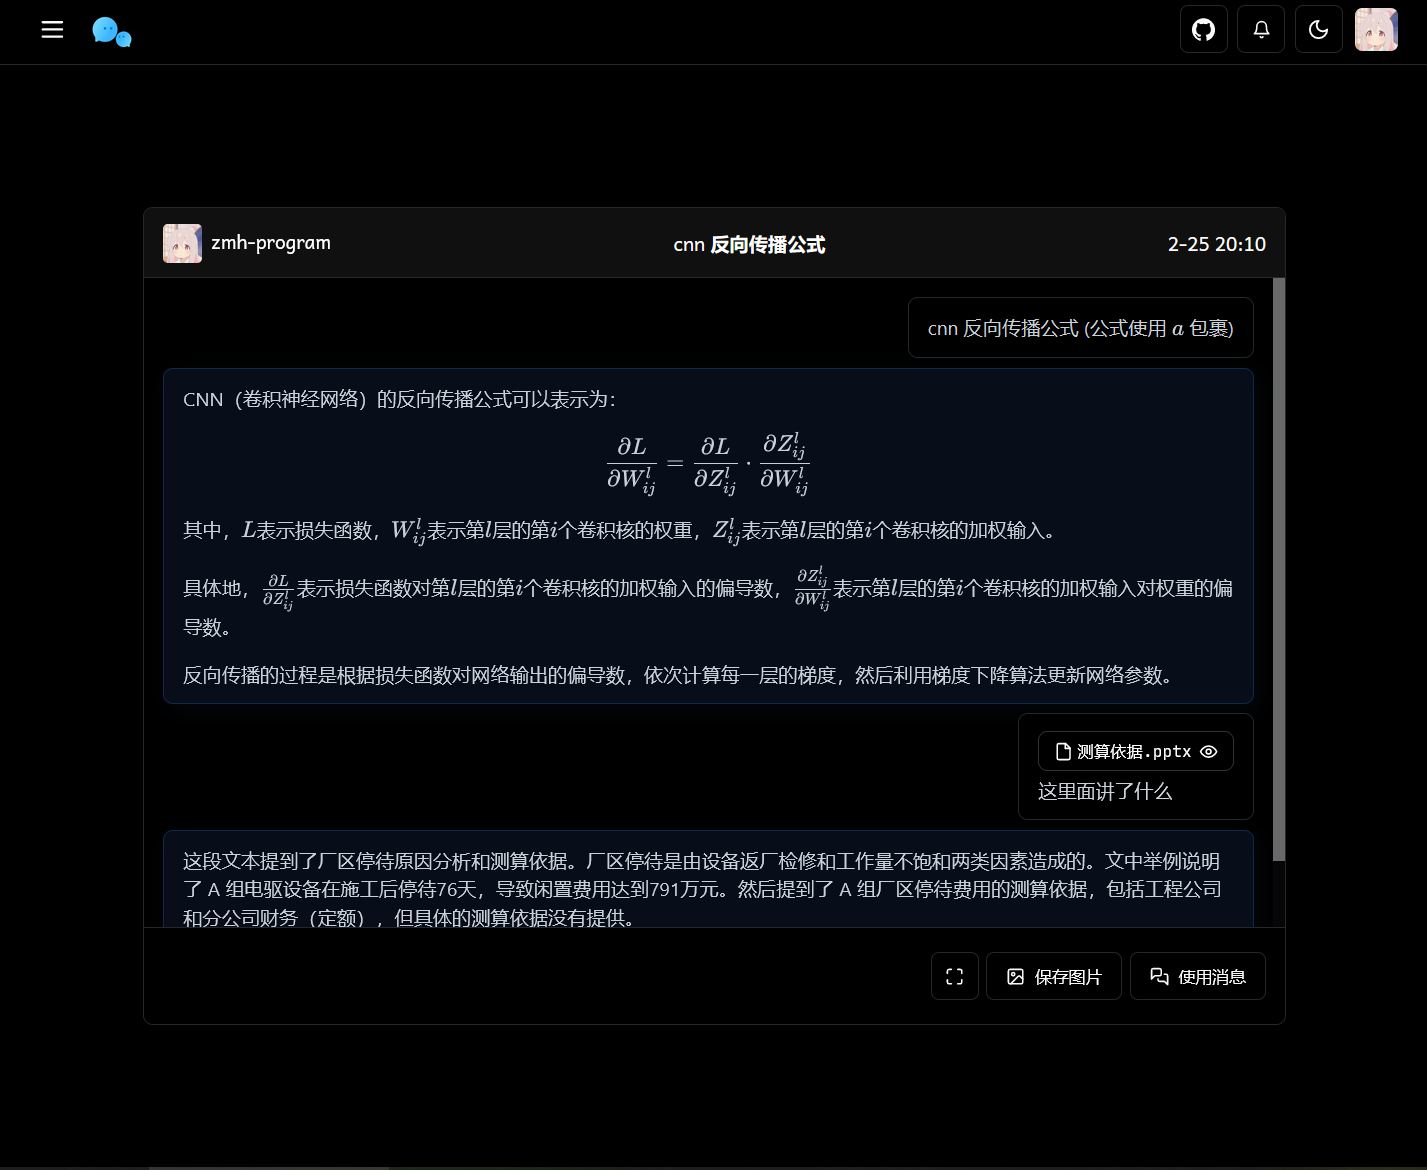 zmh-program
cnn 反向传播公式
2-25 20:10
cnn 反向传播公式 (公式使用 a 包裹)
CNN（卷积神经网络）的反向传播公式可以表示为：
∂L/∂W_{ij}^l = ∂L/∂Z_{ij}^l · ∂Z_{ij}^l/∂W_{ij}^l
其中，L表示损失函数，W_{ij}^l表示第l层的第i个卷积核的权重，Z_{ij}^l表示第l层的第i个卷积核的加权输入。
具体地，∂L/∂Z_{ij}^l表示损失函数对第l层的第i个卷积核的加权输入的偏导数，∂Z_{ij}^l/∂W_{ij}^l表示第l层的第i个卷积核的加权输入对权重的偏
导数。
反向传播的过程是根据损失函数对网络输出的偏导数，依次计算每一层的梯度，然后利用梯度下降算法更新网络参数。
测算依据.pptx
这里面讲了什么
这段文本提到了厂区停待原因分析和测算依据。厂区停待是由设备返厂检修和工作量不饱和两类因素造成的。文中举例说明
了 A 组电驱设备在施工后停待76天，导致闲置费用达到791万元。然后提到了 A 组厂区停待费用的测算依据，包括工程公司
和分公司财务（定额），但具体的测算依据没有提供。
保存图片
使用消息